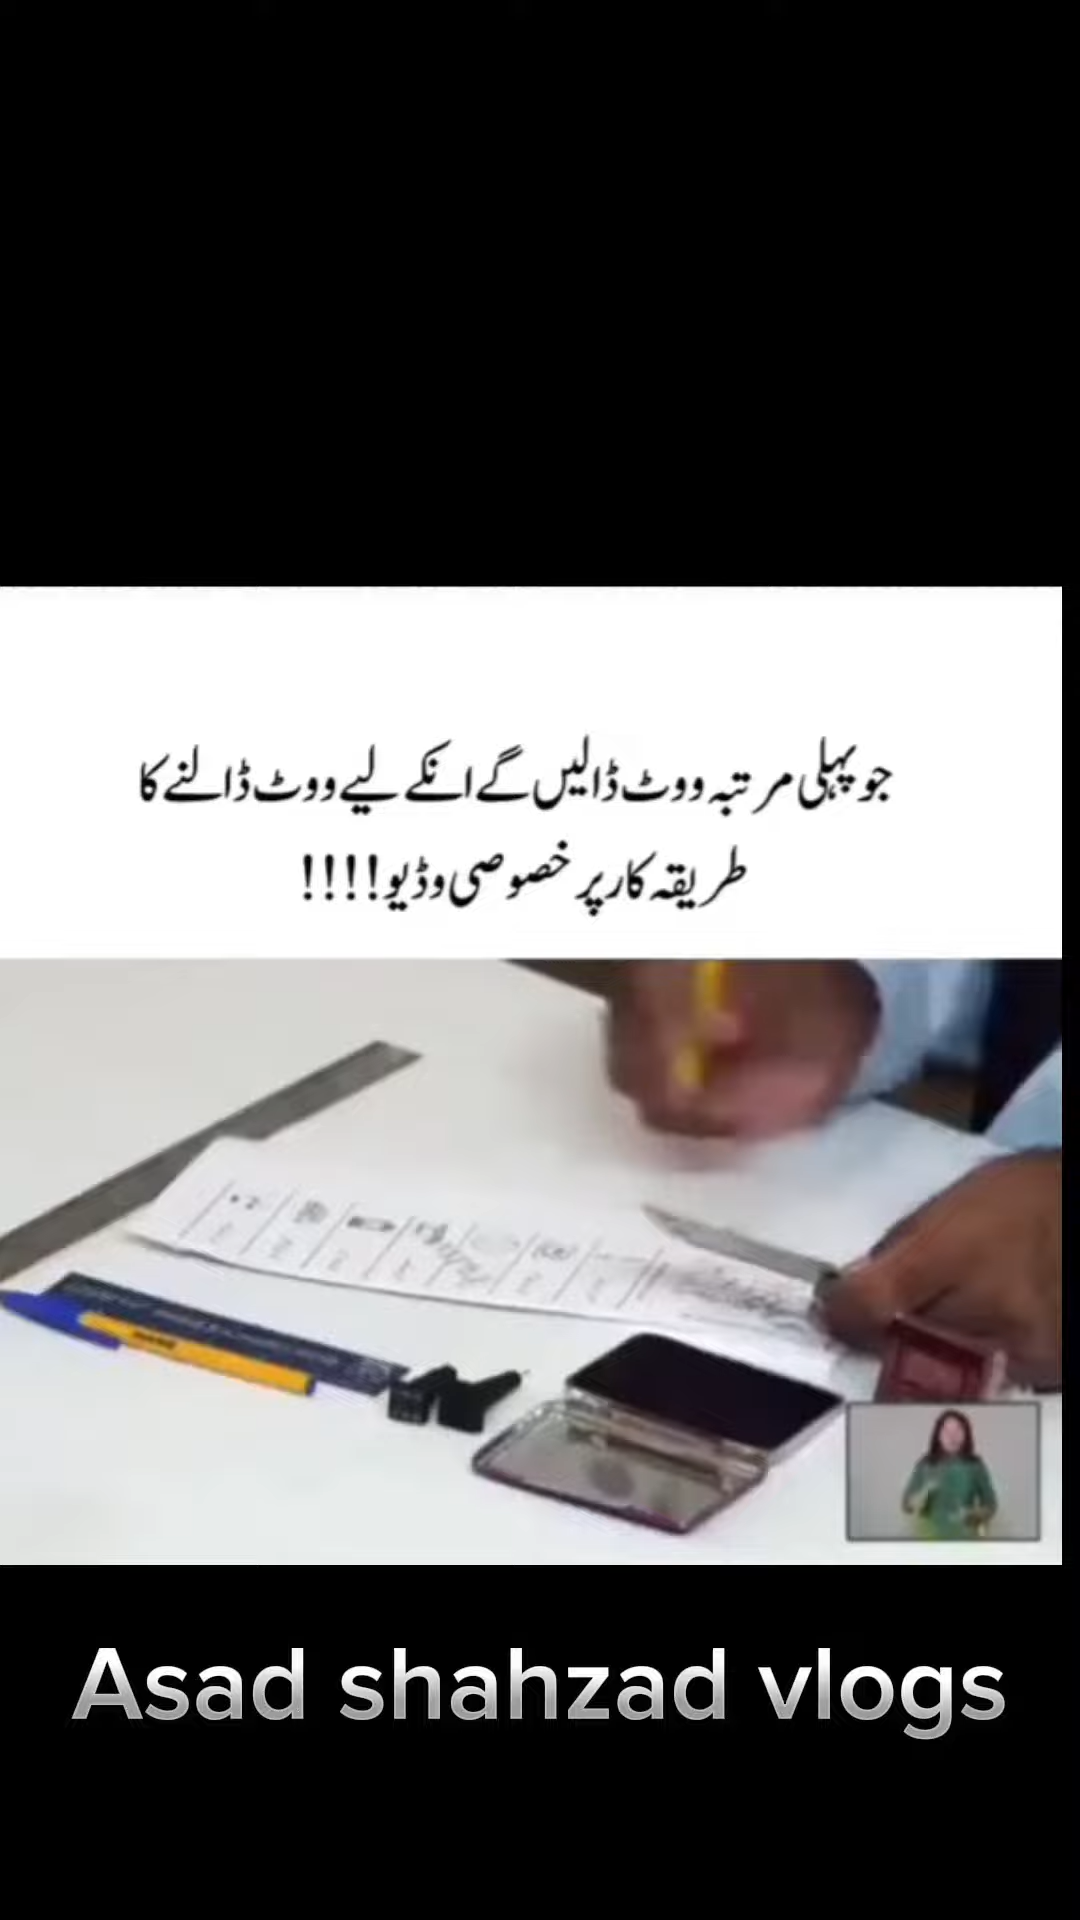 جو پہلی مرتبہ ووٹ ڈالیں گے انکے لیے ووٹ ڈالنے کا
طریقہ کار پر خصوصی وڈیو!!!!
Asad shahzad vlogs